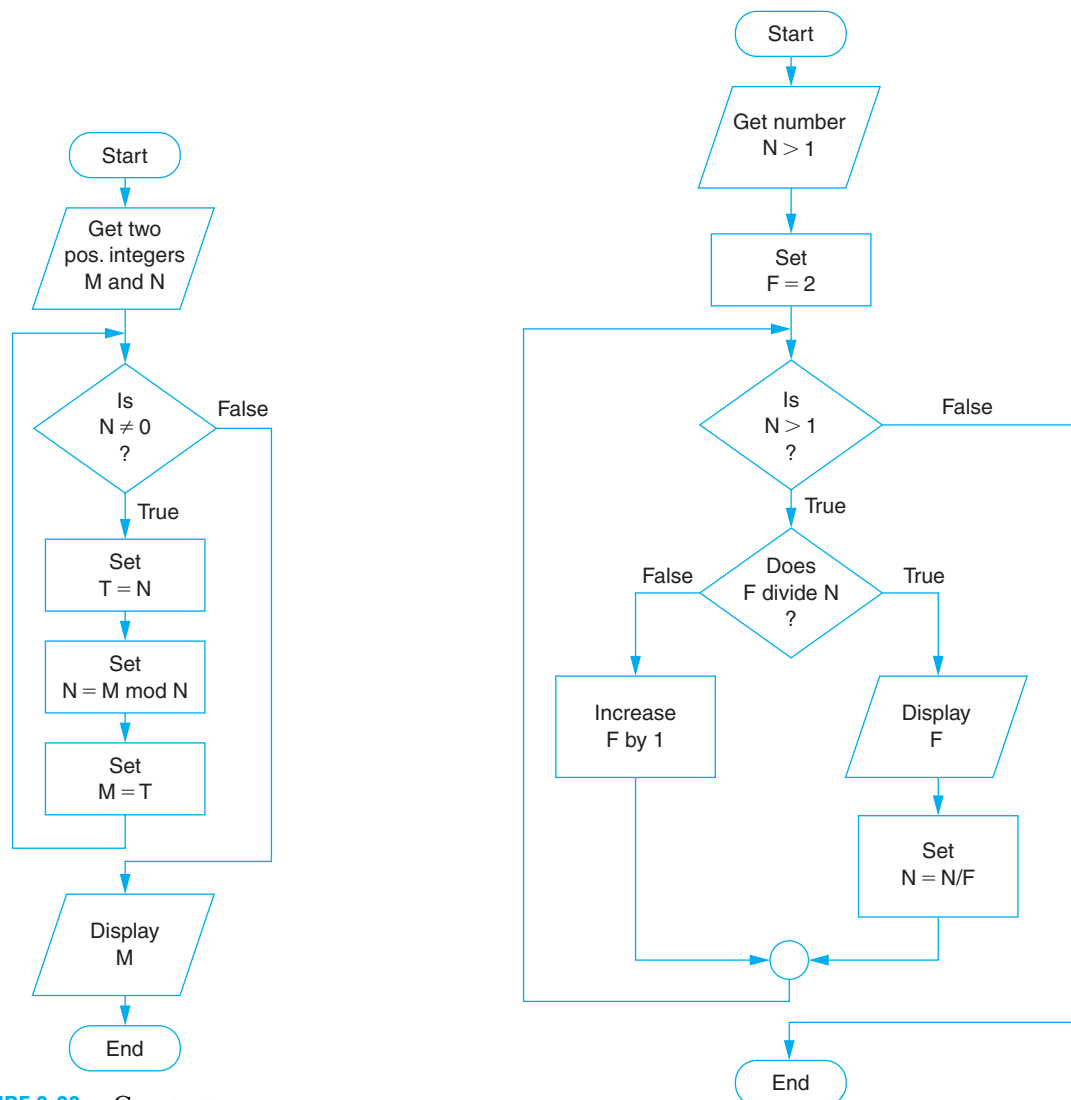 Start
Get two
pos. integers
M and N
Is
N ≠ 0
?
False
True
Set
T = N
Set
N = M mod N
Set
M = T
Display
M
End
Start
Get number
N > 1
Set
F = 2
Is
N > 1
?
False
True
Does
F divide N
?
False
True
Increase
F by 1
Display
F
Set
N = N/F
End